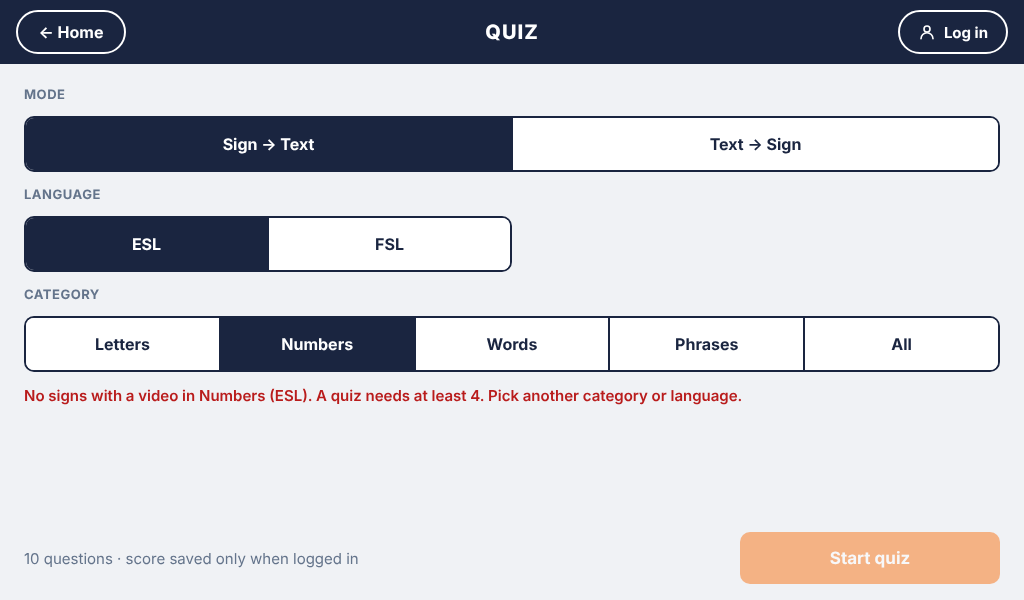 ← Home
QUIZ
Log in
MODE
Sign → Text
Text → Sign
LANGUAGE
ESL
FSL
CATEGORY
Letters
Numbers
Words
Phrases
All
No signs with a video in Numbers (ESL). A quiz needs at least 4. Pick another category or language.
10 questions · score saved only when logged in
Start quiz